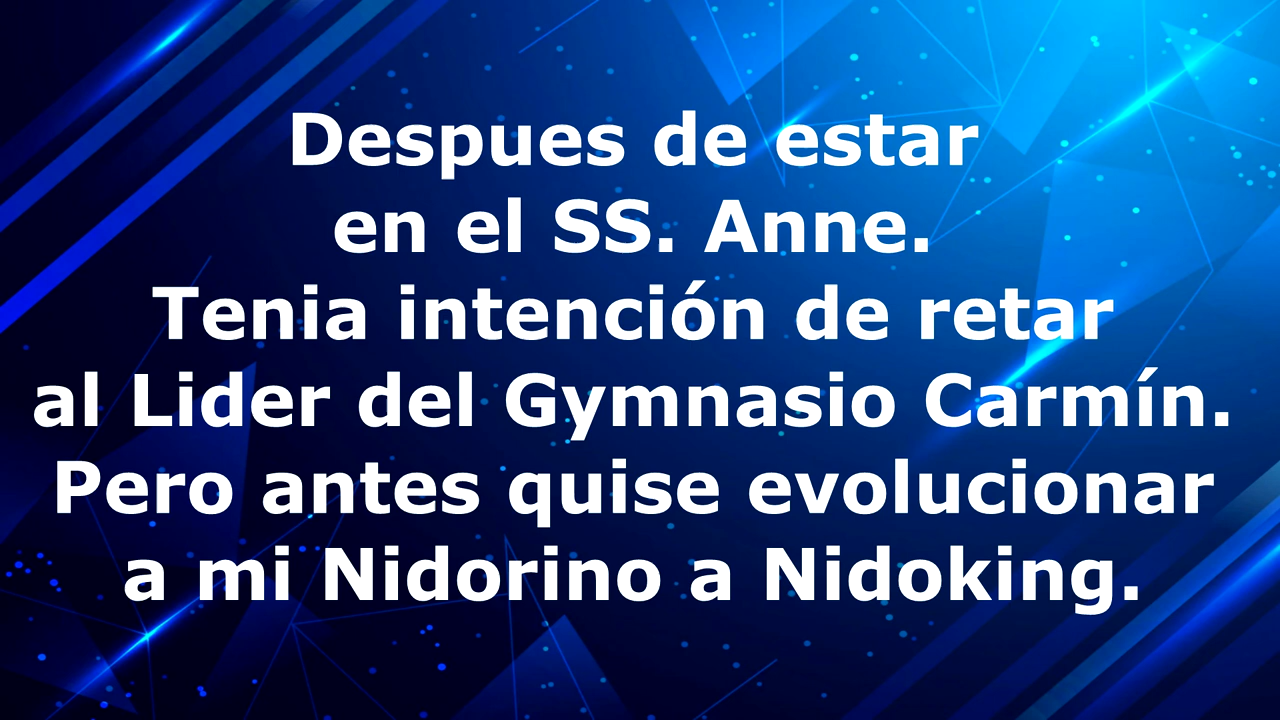 Despues de estar
en el SS. Anne.
Tenia intención de retar
al Lider del Gymnasio Carmín.
Pero antes quise evolucionar
a mi Nidorino a Nidoking.